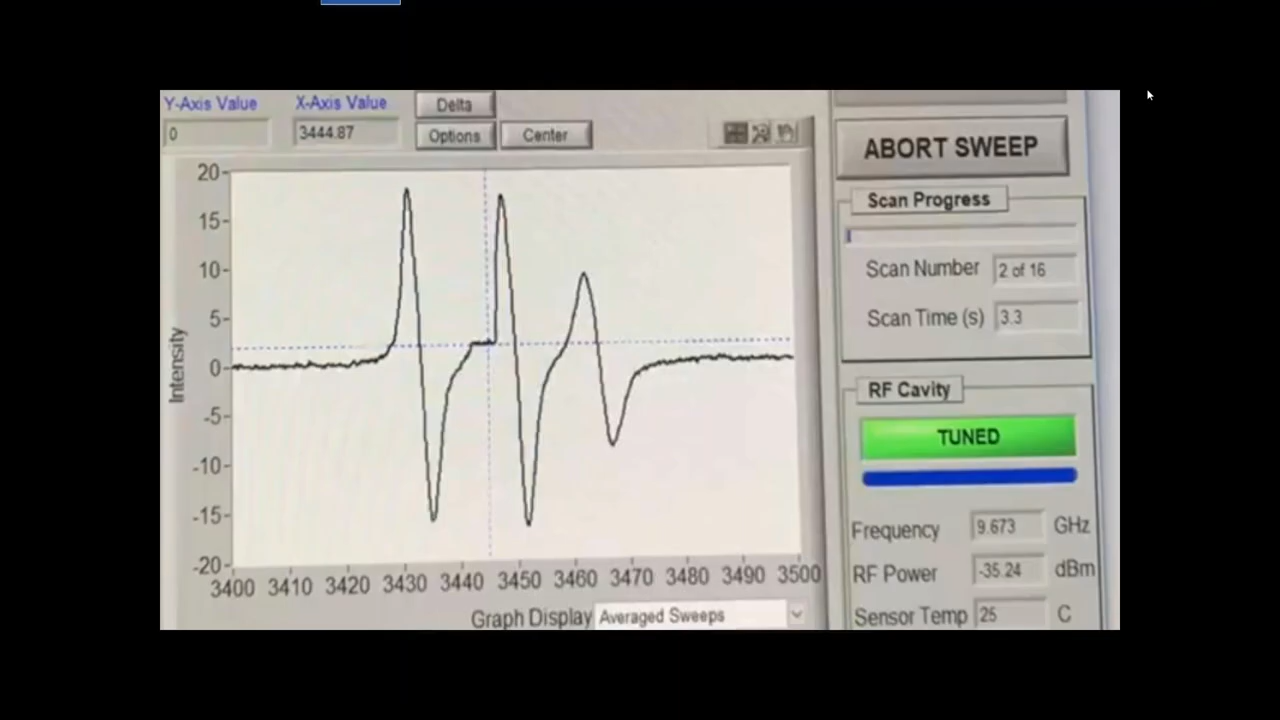 Y-Axis Value X-Axis Value Delta
0 3444.87 Options Center
ABORT SWEEP
Scan Progress
Scan Number 2 of 16
Scan Time (s) 3.3
RF Cavity
TUNED
Frequency 9.673 GHz
RF Power -35.24 dBm
Sensor Temp 25 C
Intensity
20
15
10
5
0
-5
-10
-15
-20
3400 3410 3420 3430 3440 3450 3460 3470 3480 3490 3500
Graph Display Averaged Sweeps